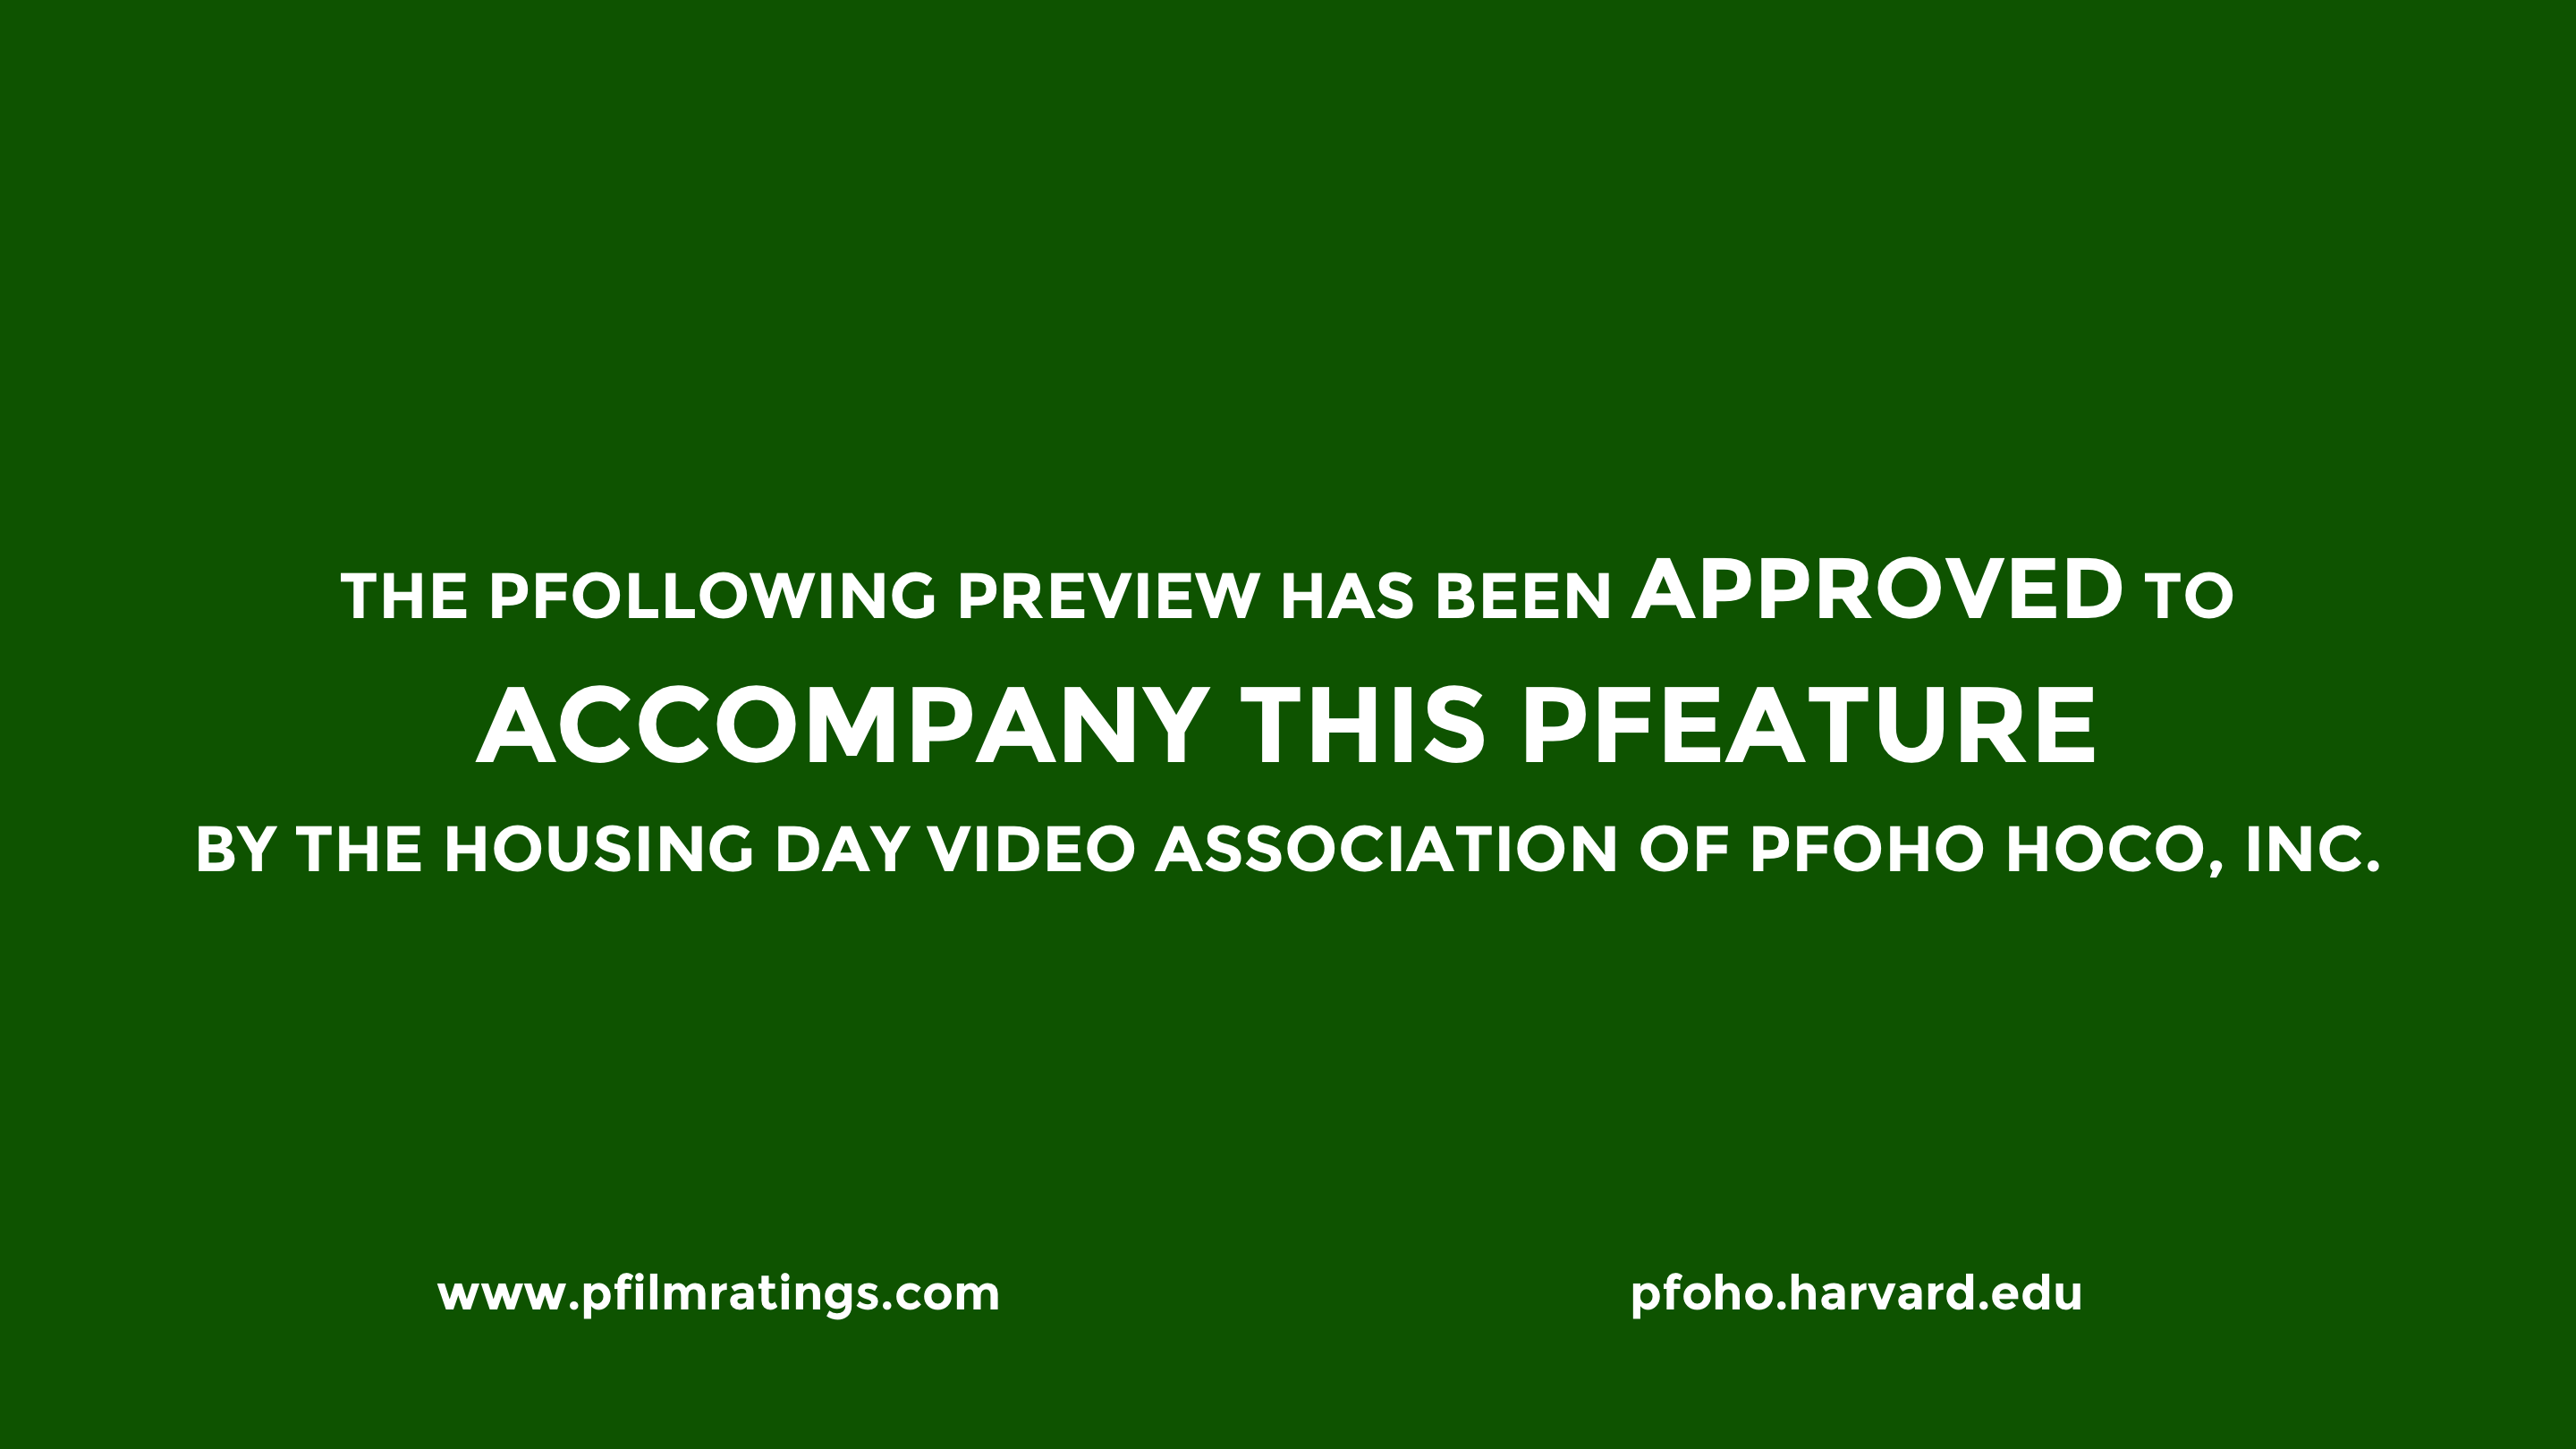 THE PFOLLOWING PREVIEW HAS BEEN APPROVED TO
ACCOMPANY THIS PFEATURE
BY THE HOUSING DAY VIDEO ASSOCIATION OF PFOHO HOCO, INC.
www.pfilmratings.com
pfoho.harvard.edu